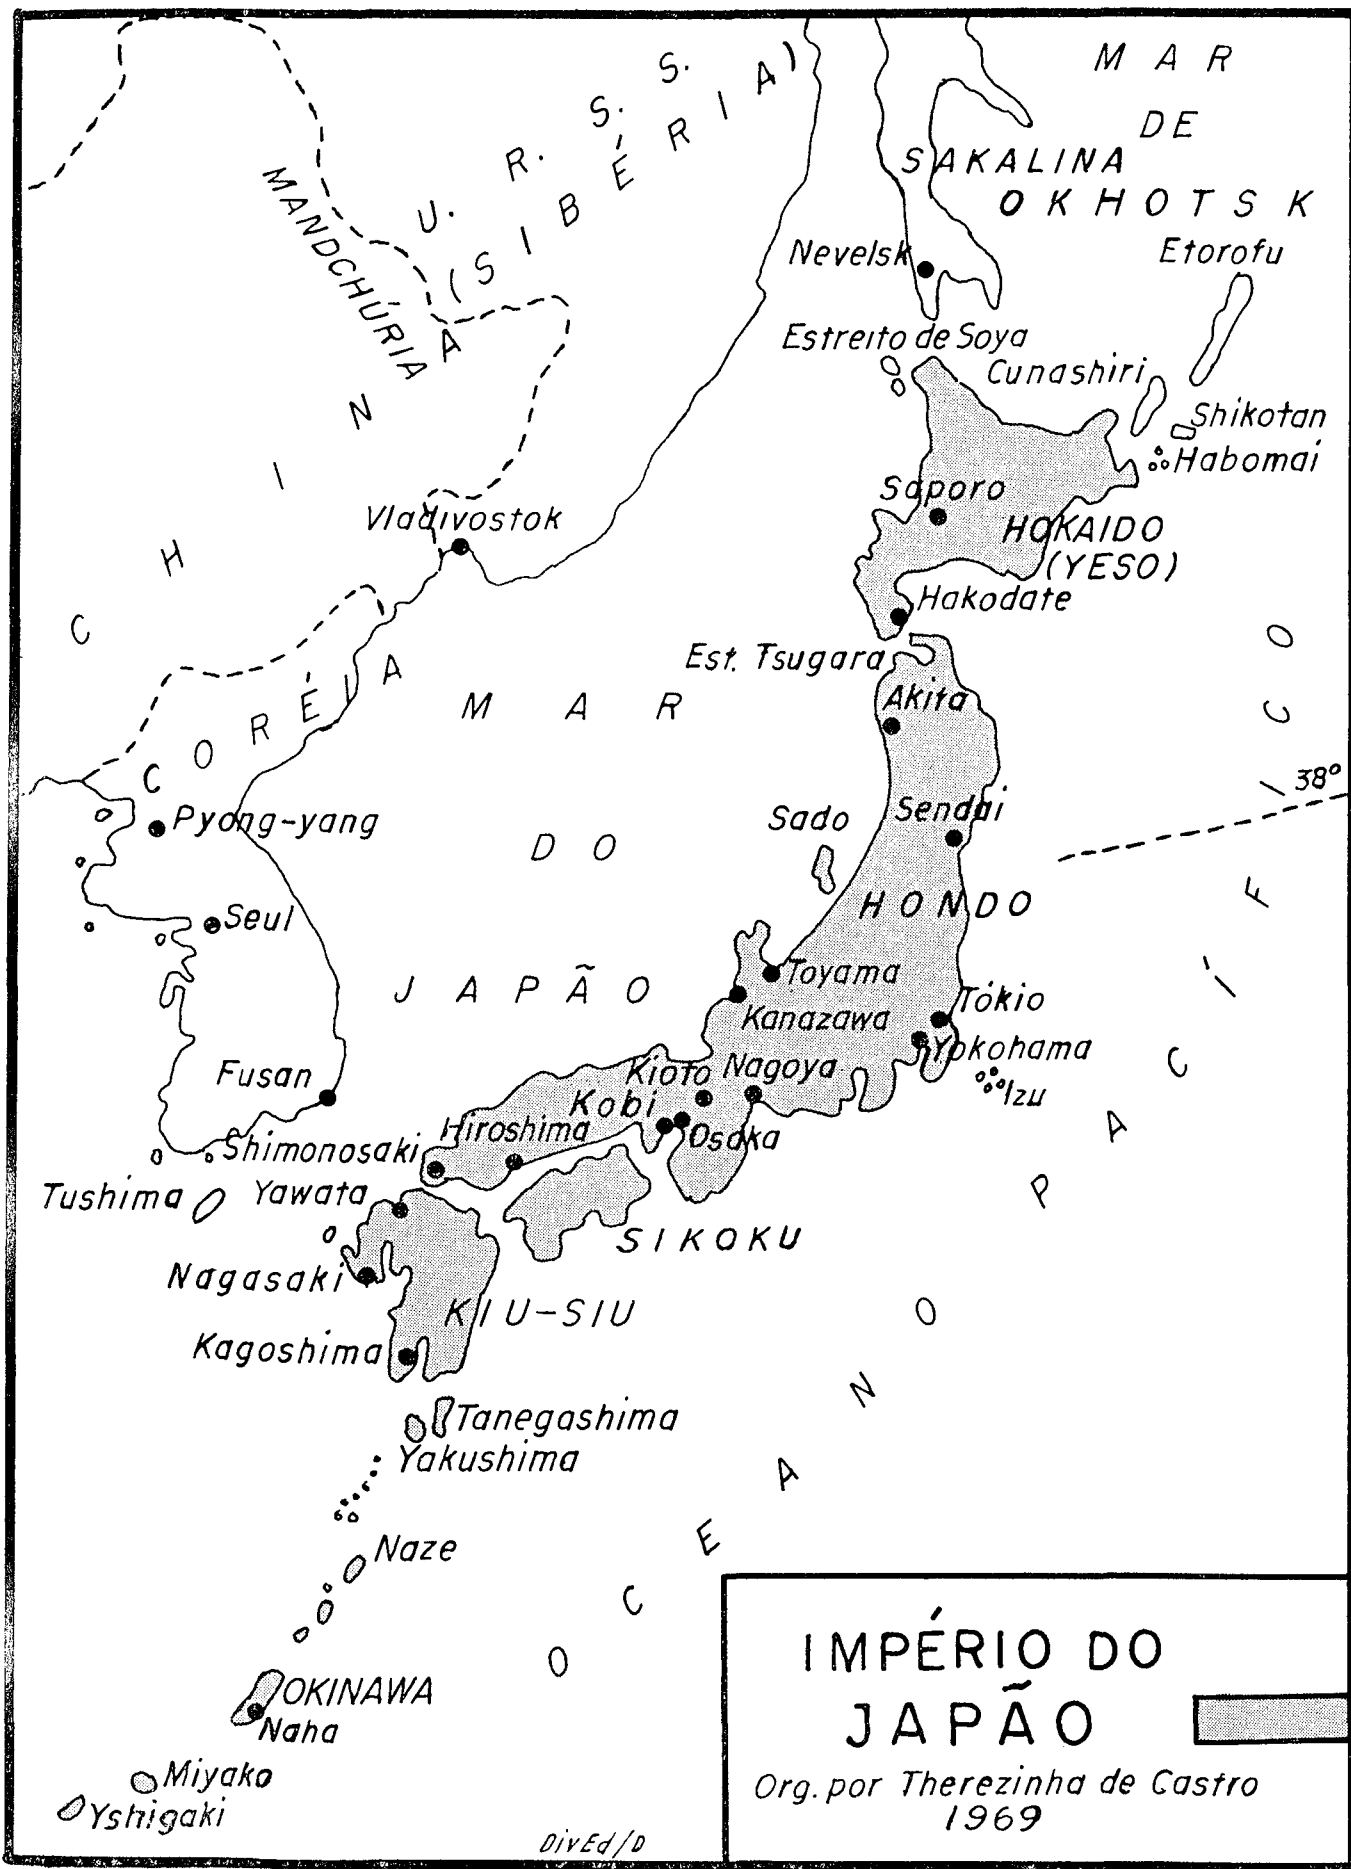 MAR
DE
OKHOTSK
U. R. S. S.
(SIBÉRIA)
SAKALINA
MANDCHÚRIA
Nevelsk
Etorofu
Estreito de Soya
Cunashiri
Shikotan
Habomai
CHINA
Vladivostok
Saporo
HOKAIDO
(YESO)
Hakodate
Est. Tsugara
Akita
CORÉIA
MAR
DO
JAPÃO
38°
Pyong-yang
Sado
Sendai
Seul
HONDO
Toyama
Kanazawa
Tókio
Yokohama
Izu
Fusan
Kioto
Nagoya
Kobi
Osaka
Hiroshima
Shimonosaki
Tushima
Yawata
SIKOKU
Nagasaki
KIU-SIU
Kagoshima
Tanegashima
Yakushima
Naze
OCEANO PACÍFICO
OKINAWA
Naha
Miyako
Yshigaki
IMPÉRIO DO
JAPÃO
Org. por Therezinha de Castro
1969
DivEd/D